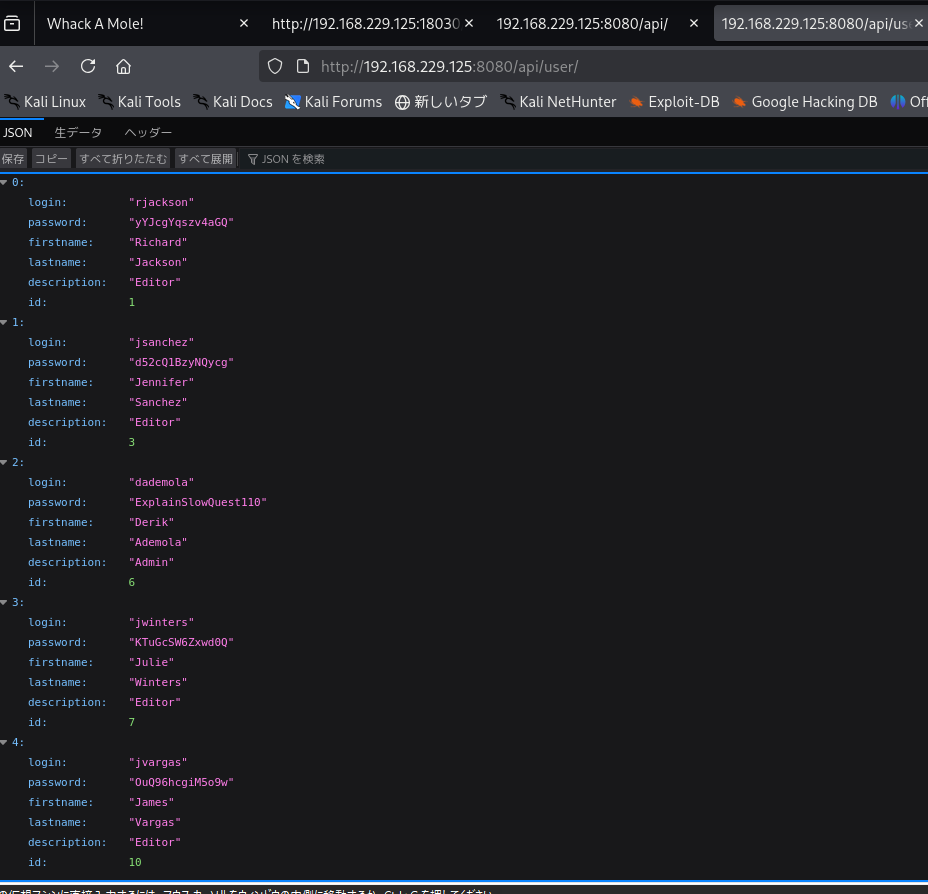 Whack A Mole!
http://192.168.229.125:18030
192.168.229.125:8080/api/
192.168.229.125:8080/api/us
http://192.168.229.125:8080/api/user/
Kali Linux
Kali Tools
Kali Docs
Kali Forums
新しいタブ
Kali NetHunter
Exploit-DB
Google Hacking DB
Off
JSON
生データ
ヘッダー
保存
コピー
すべて折りたたむ
すべて展開
JSON を検索
0:
login: "rjackson"
password: "yYJcgYqszv4aGQ"
firstname: "Richard"
lastname: "Jackson"
description: "Editor"
id: 1
1:
login: "jsanchez"
password: "d52cQ1BzyNQycg"
firstname: "Jennifer"
lastname: "Sanchez"
description: "Editor"
id: 3
2:
login: "dademola"
password: "ExplainSlowQuest110"
firstname: "Derik"
lastname: "Ademola"
description: "Admin"
id: 6
3:
login: "jwinters"
password: "KTuGcSW6Zxwd0Q"
firstname: "Julie"
lastname: "Winters"
description: "Editor"
id: 7
4:
login: "jvargas"
password: "OuQ96hcgiM5o9w"
firstname: "James"
lastname: "Vargas"
description: "Editor"
id: 10